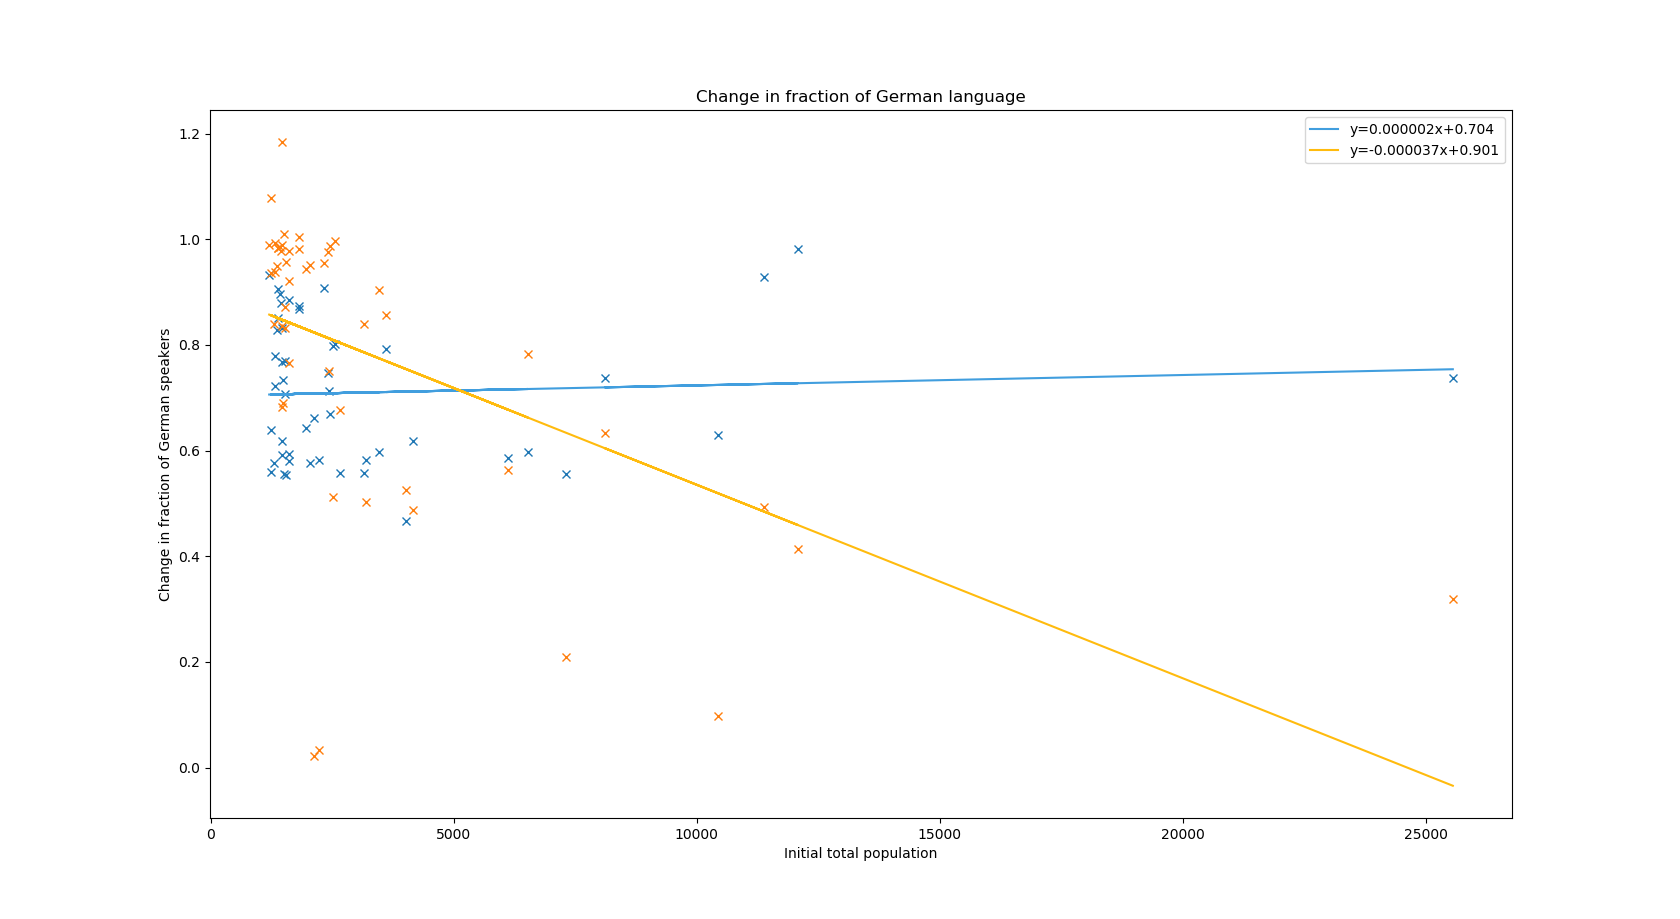 Change in fraction of German language
y=0.000002x+0.704
y=-0.000037x+0.901
Change in fraction of German speakers
1.2
1.0
0.8
0.6
0.4
0.2
0.0
0 5000 10000 15000 20000 25000
Initial total population